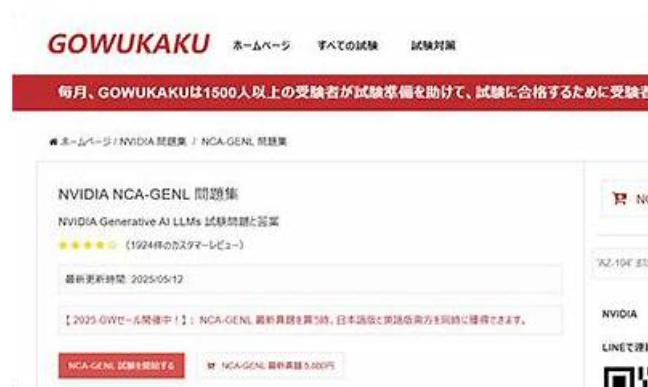 GOWUKAKU ホームページ すべての試験 試験対策
毎月、GOWUKAKUは1500人以上の受験者が試験準備を助けて、試験に合格するために受験者
ホームページ / NVIDIA 問題集 / NCA-GENL 問題集
NVIDIA NCA-GENL 問題集
NVIDIA Generative AI LLMs 試験問題と答案
(1924件のカスタマーレビュー)
最新更新時間: 2025/05/12
【2025 GWセール開催中!】: NCA-GENL 最新真題を買う時、日本語版と英語版両方を同時に獲得できます。
NCA-GENL 試験を開始する NCA-GENL 最新真題 5,000円
NVIDIA